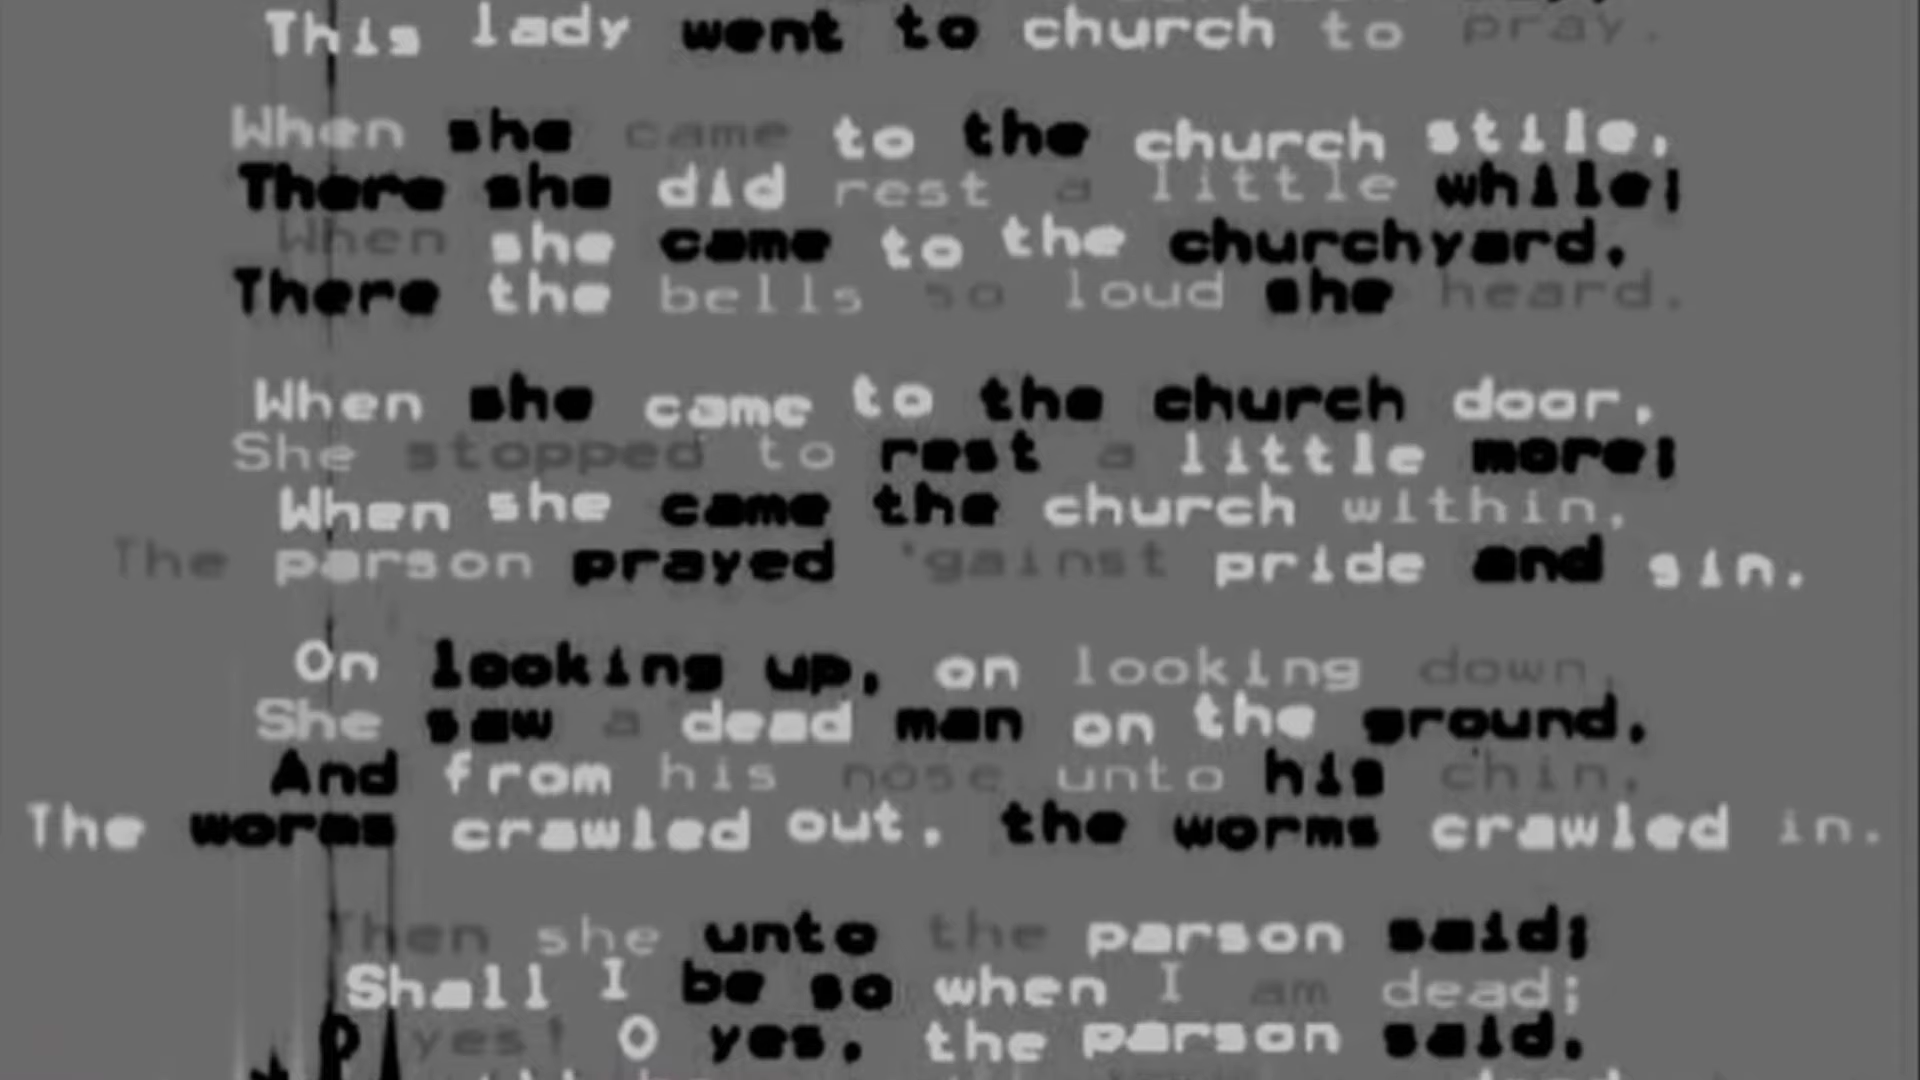 This lady went to church to pray.
When she came to the church stile,
There she did rest a little while;
When she came to the churchyard,
There the bells so loud she heard.
When she came to the church door,
She stopped to rest a little more;
When she came the church within,
The parson prayed 'gainst pride and sin.
On looking up, on looking down,
She saw a dead man on the ground,
And from his nose unto his chin,
The worms crawled out, the worms crawled in.
Then she unto the parson said;
Shall I be so when I am dead;
O yes! O yes, the parson said,